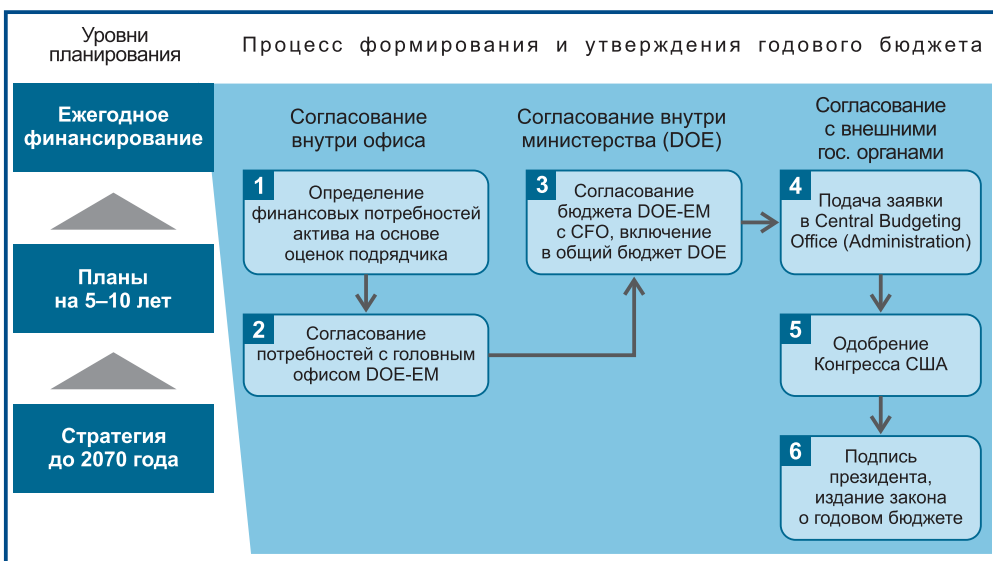 Уровни
планирования
Процесс формирования и утверждения годового бюджета
Ежегодное
финансирование
Планы
на 5–10 лет
Стратегия
до 2070 года
Согласование
внутри офиса
1
Определение
финансовых потребностей
актива на основе
оценок подрядчика
2
Согласование
потребностей с головным
офисом DOE-EM
Согласование внутри
министерства (DOE)
3
Согласование
бюджета DOE-EM
с CFO, включение
в общий бюджет DOE
Согласование
с внешними
гос. органами
4
Подача заявки
в Central Budgeting
Office (Administration)
5
Одобрение
Конгресса США
6
Подпись
президента,
издание закона
о годовом бюджете